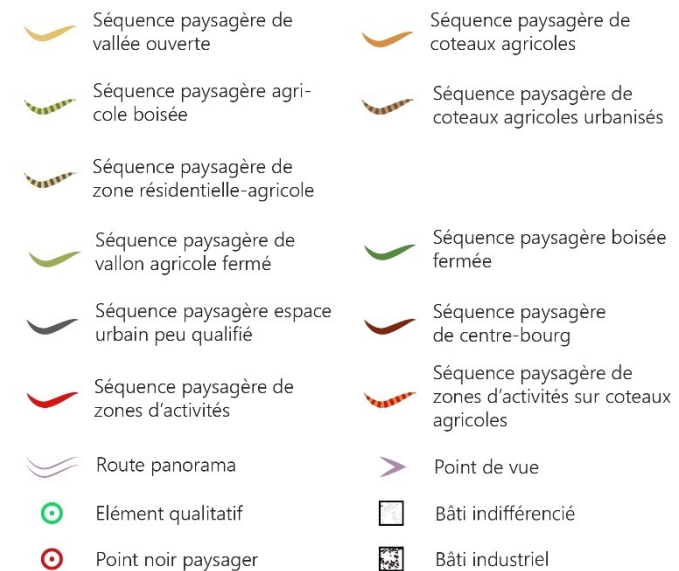 Séquence paysagère de
vallée ouverte
Séquence paysagère de
coteaux agricoles
Séquence paysagère agri-
cole boisée
Séquence paysagère de
coteaux agricoles urbanisés
Séquence paysagère de
zone résidentielle-agricole
Séquence paysagère de
vallon agricole fermé
Séquence paysagère boisée
fermée
Séquence paysagère espace
urbain peu qualifié
Séquence paysagère
de centre-bourg
Séquence paysagère de
zones d'activités
Séquence paysagère de
zones d'activités sur coteaux
agricoles
Route panorama
Point de vue
Elément qualitatif
Bâti indifférencié
Point noir paysager
Bâti industriel